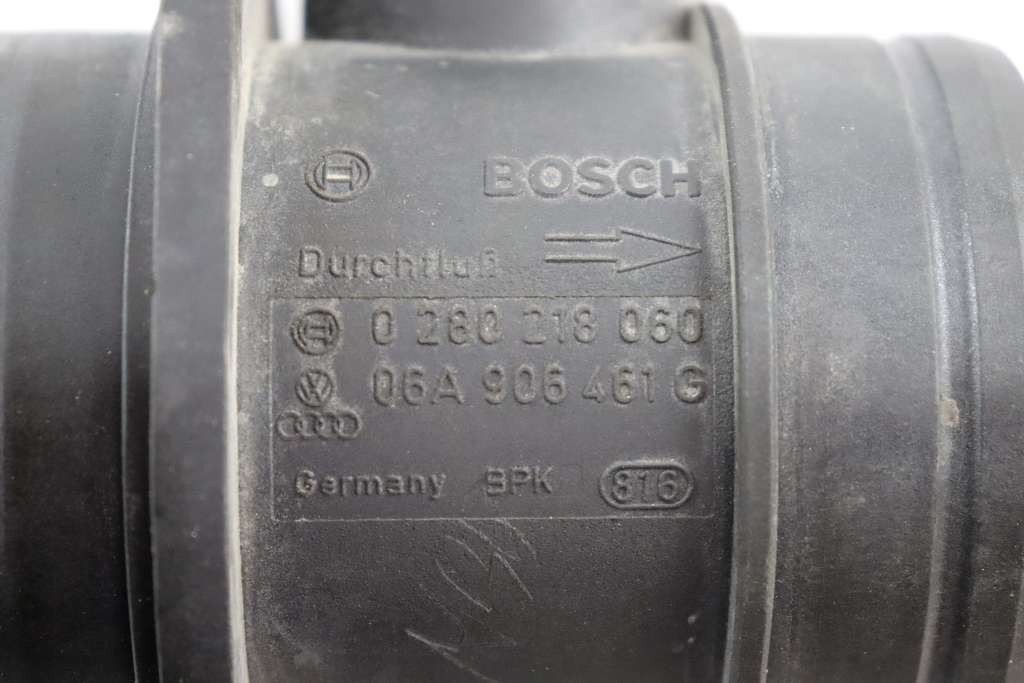 BOSCH
Durchfluß
0 280 218 060
06A 906 461 G
Germany BPK 816